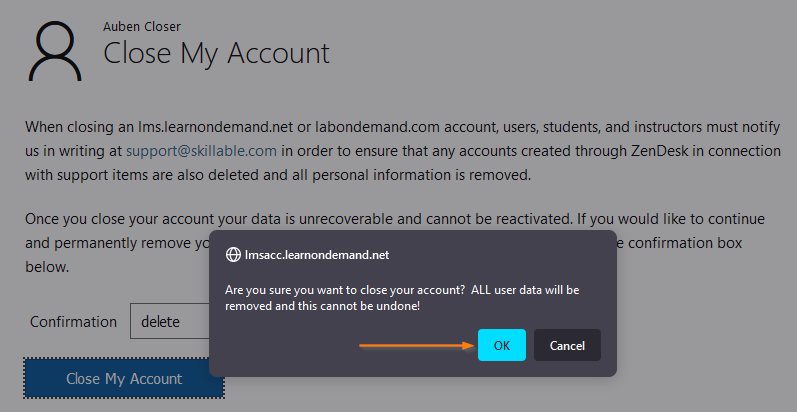 Auben Closer
Close My Account
When closing an lms.learnondemand.net or labondemand.com account, users, students, and instructors must notify
us in writing at support@skillable.com in order to ensure that any accounts created through ZenDesk in connection
with support items are also deleted and all personal information is removed.
Once you close your account your data is unrecoverable and cannot be reactivated. If you would like to continue
and permanently remove confirmation box
below.
lmsacc.learnondemand.net
Are you sure you want to close your account? ALL user data will be
removed and this cannot be undone!
OK Cancel
Confirmation delete
Close My Account